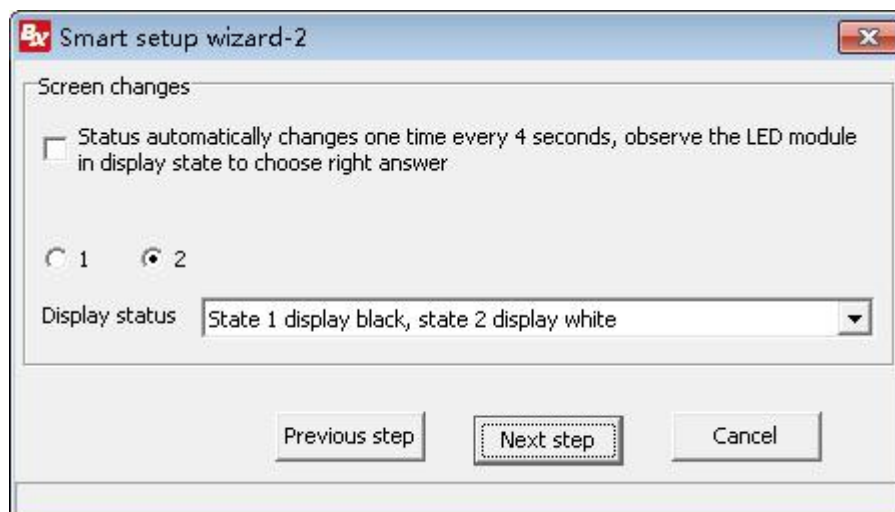 BX Smart setup wizard-2
Screen changes
Status automatically changes one time every 4 seconds, observe the LED module
in display state to choose right answer
1 2
Display status State 1 display black, state 2 display white
Previous step Next step Cancel